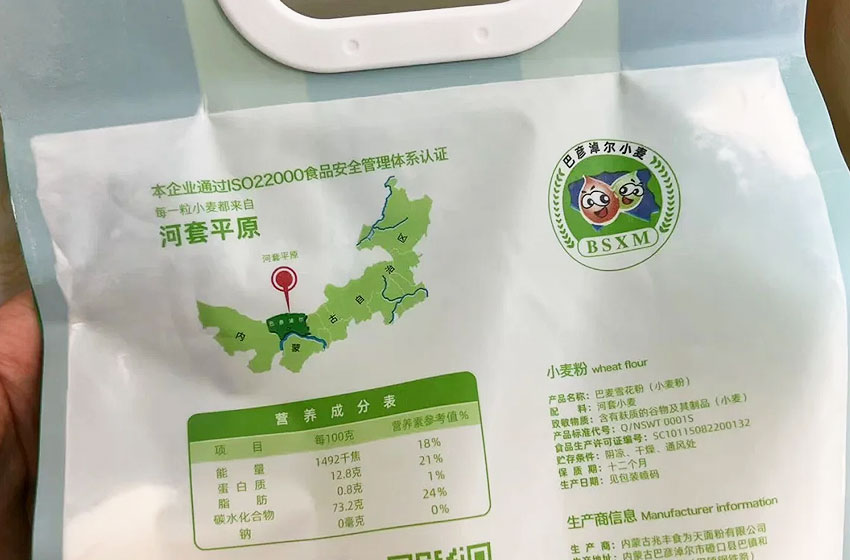 本企业通过ISO22000食品安全管理体系认证
每一粒小麦都来自
河套平原
河套平原
巴彦淖尔
内蒙古自治区
巴彦淖尔小麦
BSXM
营养成分表
项目 每100克 营养素参考值%
能量 1492千焦 18%
蛋白质 12.8克 21%
脂肪 0.8克 1%
碳水化合物 73.2克 24%
钠 0毫克 0%
小麦粉 wheat flour
产品名称：巴麦雪花粉（小麦粉）
配料：河套小麦
致敏物质：含有麸质的谷物及其制品（小麦）
产品标准代号：Q/NSWT 0001S
食品生产许可证编号：SC10115082200132
贮存条件：阴凉、干燥、通风处
保质期：十二个月
生产日期：见包装喷码
生产商信息 Manufacturer information
生产商：内蒙古兆丰食为天面粉有限公司
生产地址：内蒙古巴彦淖尔市磴口县巴镇和